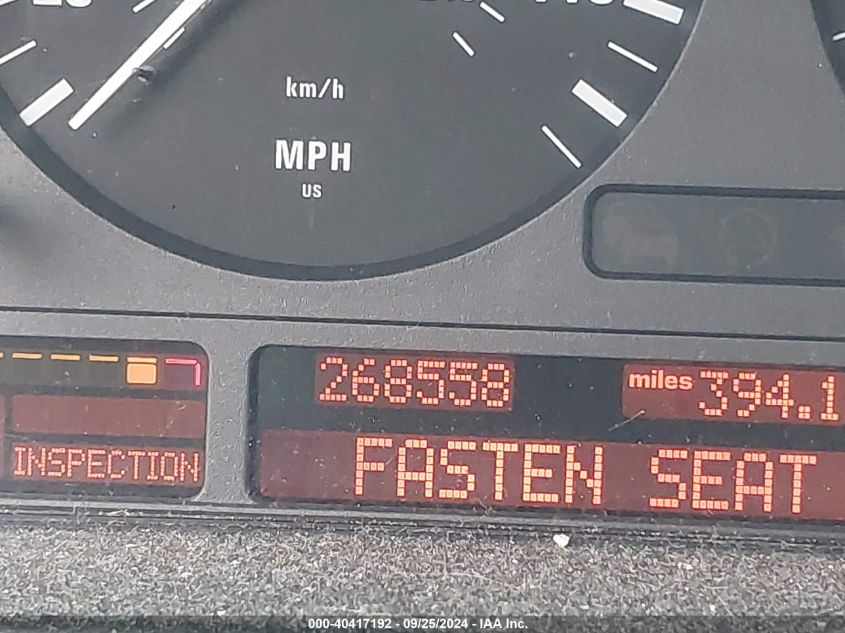 km/h
MPH
US
268558
miles 394.1
INSPECTION
FASTEN SEAT
000-40417192 - 09/25/2024 - IAA Inc.